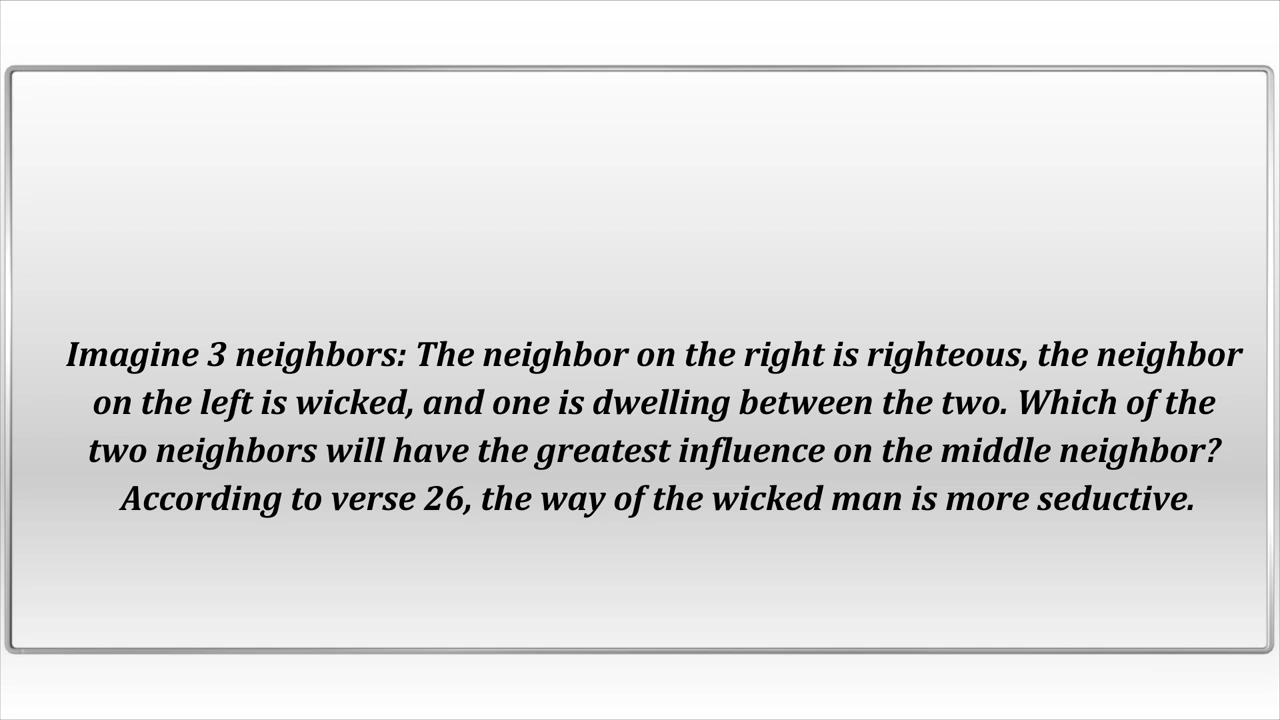 Imagine 3 neighbors: The neighbor on the right is righteous, the neighbor
on the left is wicked, and one is dwelling between the two. Which of the
two neighbors will have the greatest influence on the middle neighbor?
According to verse 26, the way of the wicked man is more seductive.